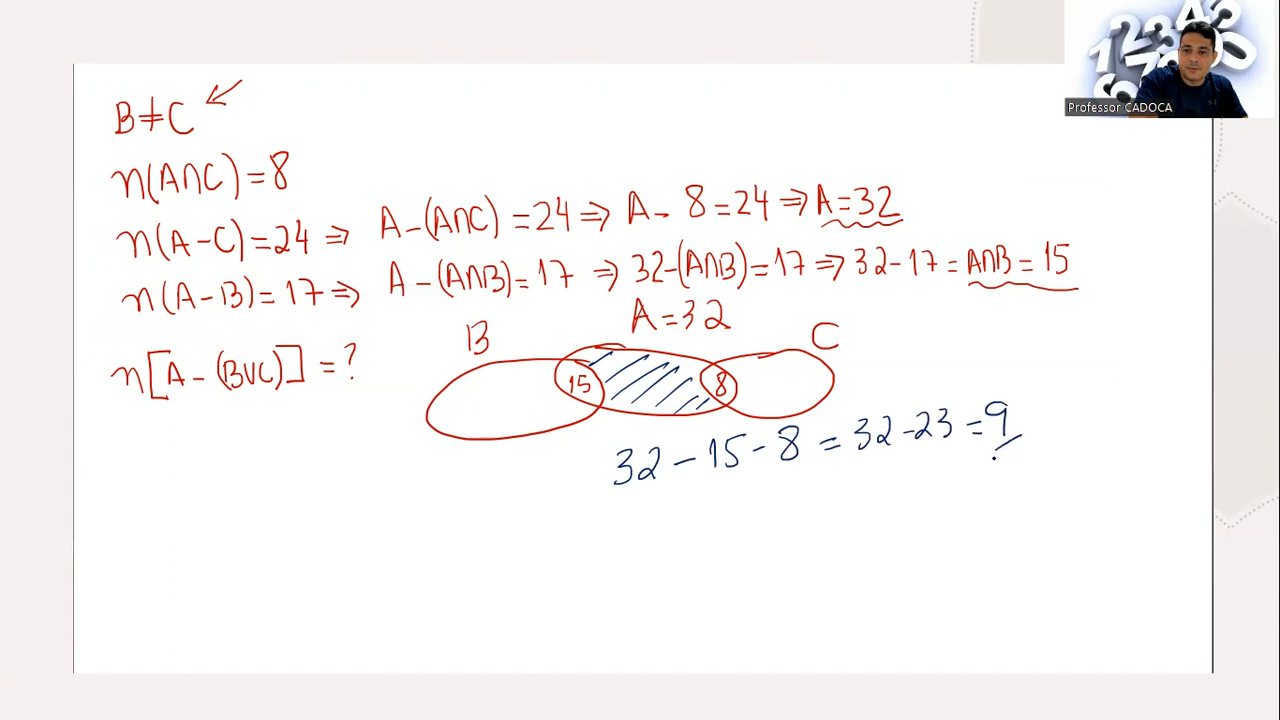 B≠C
n(A∩C)=8
n(A-C)=24 ⇒ A-(A∩C)=24 ⇒ A-8=24 ⇒ A=32
n(A-B)=17 ⇒ A-(A∩B)=17 ⇒ 32-(A∩B)=17 ⇒ 32-17=A∩B=15
A=32
B
C
n[A-(B∪C)]=?
15
8
32-15-8=32-23=9
Professor CADOCA